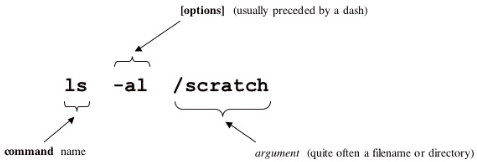 [options] (usually preceded by a dash)
ls -al /scratch
command name
argument (quite often a filename or directory)